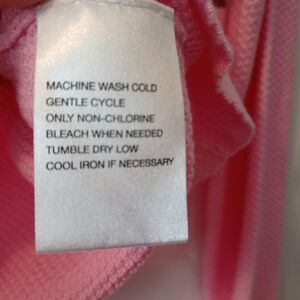 MACHINE WASH COLD
GENTLE CYCLE
ONLY NON-CHLORINE
BLEACH WHEN NEEDED
TUMBLE DRY LOW
COOL IRON IF NECESSARY